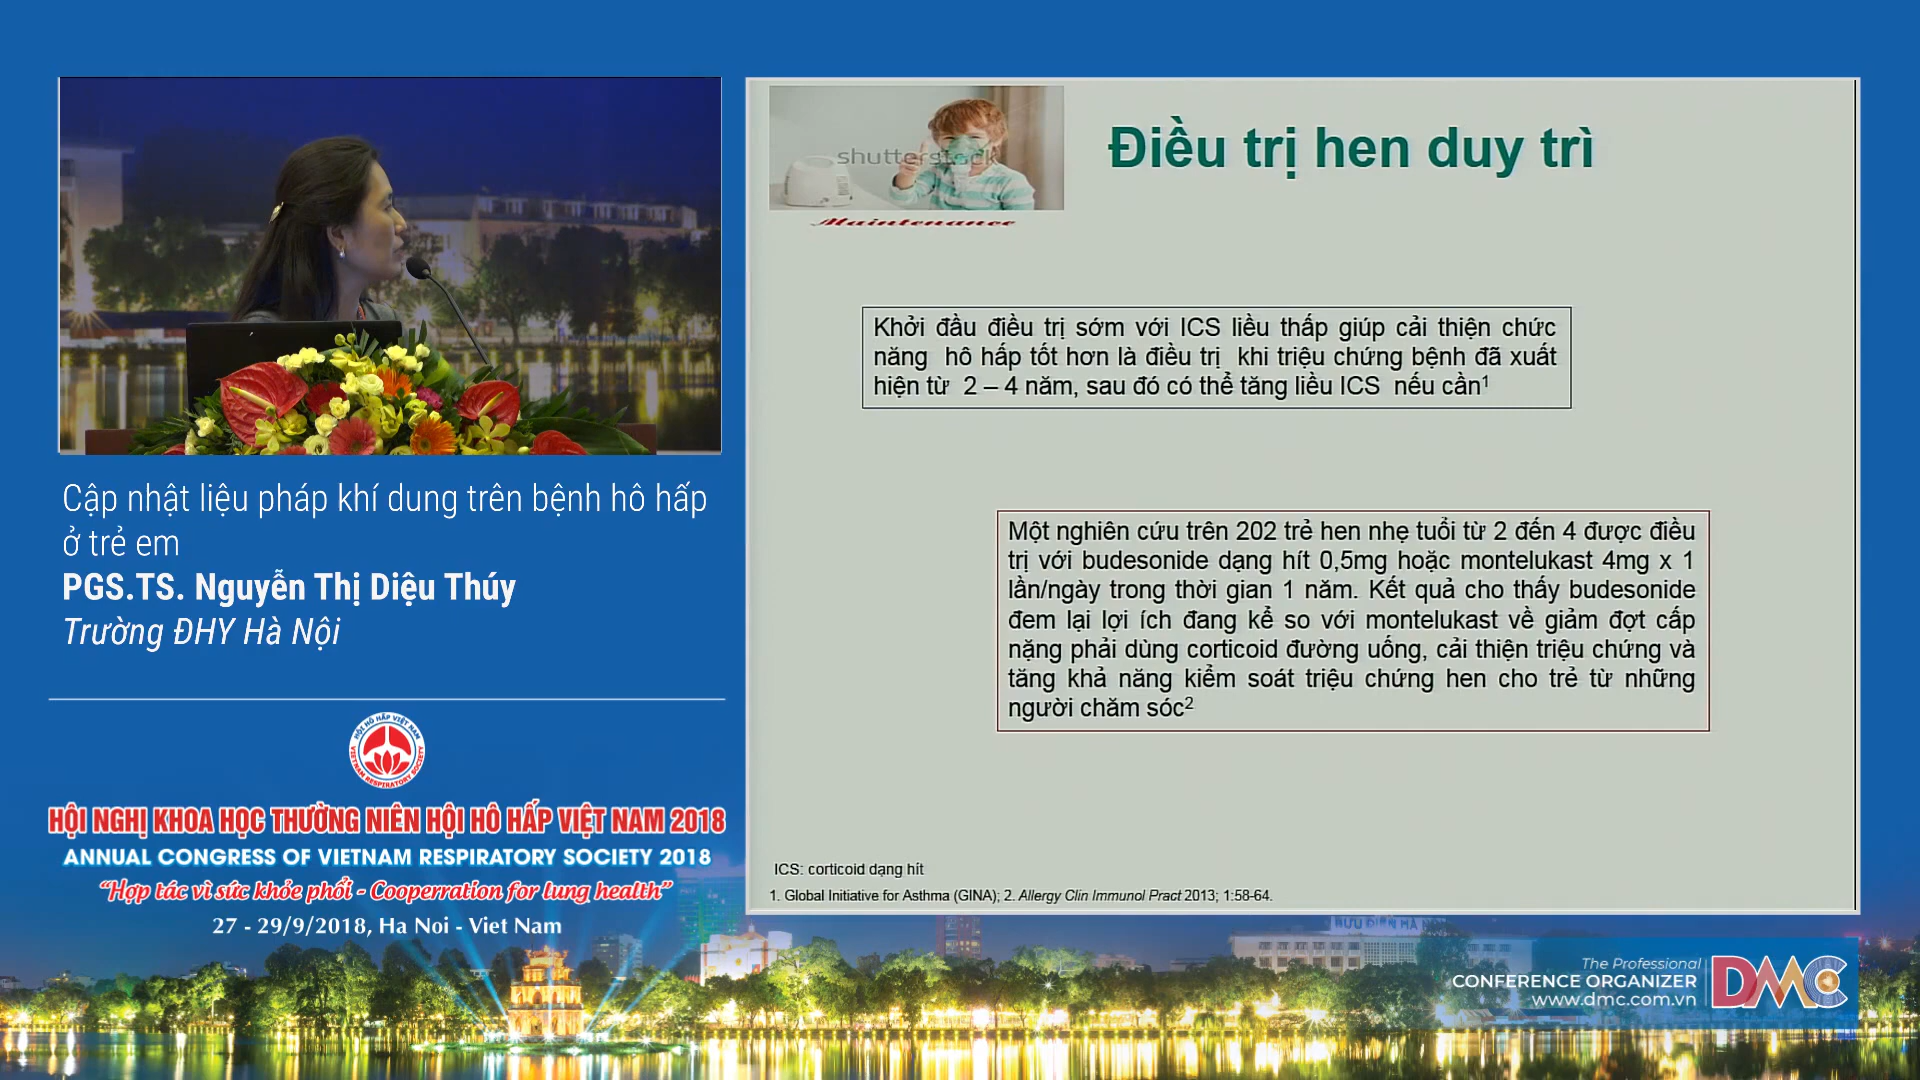 Cập nhật liệu pháp khí dung trên bệnh hô hấp
ở trẻ em
PGS.TS. Nguyễn Thị Diệu Thúy
Trường ĐHY Hà Nội
HỘI HÔ HẤP VIỆT NAM
VIETNAM RESPIRATORY SOCIETY
HỘI NGHỊ KHOA HỌC THƯỜNG NIÊN HỘI HÔ HẤP VIỆT NAM 2018
ANNUAL CONGRESS OF VIETNAM RESPIRATORY SOCIETY 2018
“Hợp tác vì sức khỏe phổi - Cooperration for lung health”
27 - 29/9/2018, Ha Noi - Viet Nam
shutterstock
Maintenance
Điều trị hen duy trì
Khởi đầu điều trị sớm với ICS liều thấp giúp cải thiện chức
năng hô hấp tốt hơn là điều trị khi triệu chứng bệnh đã xuất
hiện từ 2 – 4 năm, sau đó có thể tăng liều ICS nếu cần¹
Một nghiên cứu trên 202 trẻ hen nhẹ tuổi từ 2 đến 4 được điều
trị với budesonide dạng hít 0,5mg hoặc montelukast 4mg x 1
lần/ngày trong thời gian 1 năm. Kết quả cho thấy budesonide
đem lại lợi ích đang kể so với montelukast về giảm đợt cấp
nặng phải dùng corticoid đường uống, cải thiện triệu chứng và
tăng khả năng kiểm soát triệu chứng hen cho trẻ từ những
người chăm sóc²
ICS: corticoid dạng hít
1. Global Initiative for Asthma (GINA); 2. Allergy Clin Immunol Pract 2013; 1:58-64.
BƯU ĐIỆN HÀ N
The Professional
CONFERENCE ORGANIZER
www.dmc.com.vn
DMC